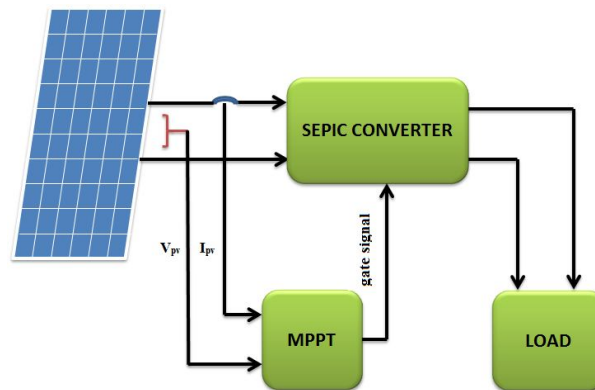 SEPIC CONVERTER
Vpv
Ipv
gate signal
MPPT
LOAD